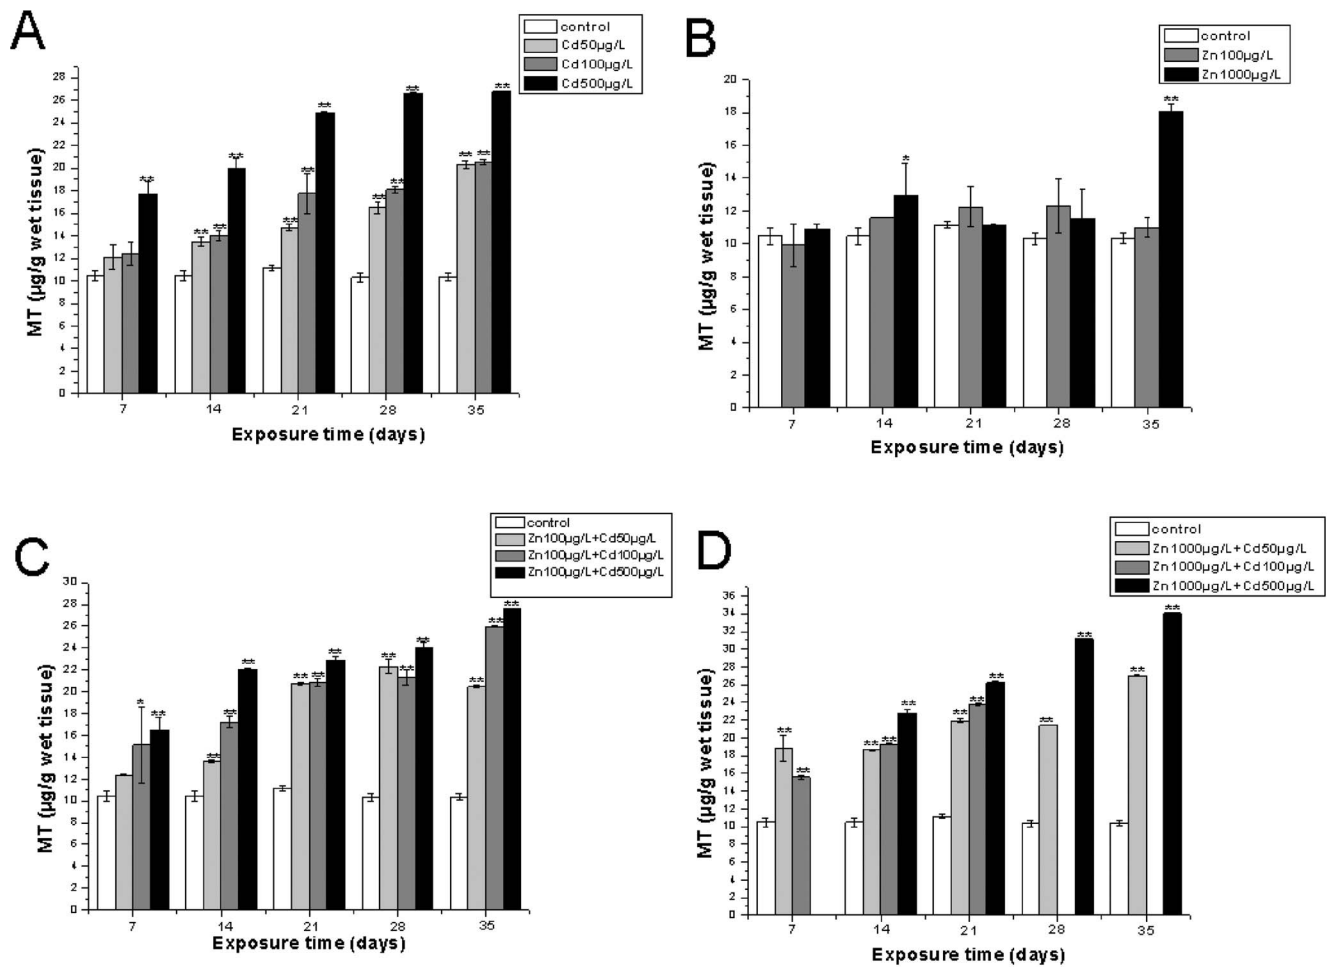 A
control
Cd50µg/L
Cd100µg/L
Cd500µg/L
MT (µg/g wet tissue)
28
26
24
22
20
18
16
14
12
10
8
6
4
2
0
** ** ** ** ** ** ** ** ** ** ** ** **
7 14 21 28 35
Exposure time (days)
B
control
Zn100µg/L
Zn1000µg/L
MT (µg/g wet tissue)
20
18
16
14
12
10
8
6
4
2
0
* **
7 14 21 28 35
Exposure time (days)
C
control
Zn100µg/L+Cd50µg/L
Zn100µg/L+Cd100µg/L
Zn100µg/L+Cd500µg/L
MT (µg/g wet tissue)
30
28
26
24
22
20
18
16
14
12
10
8
6
4
2
0
* ** ** ** ** ** ** ** ** ** ** ** ** **
7 14 21 28 35
Exposure time (days)
D
control
Zn1000µg/L+Cd50µg/L
Zn1000µg/L+Cd100µg/L
Zn1000µg/L+Cd500µg/L
MT (µg/g wet tissue)
36
34
32
30
28
26
24
22
20
18
16
14
12
10
8
6
4
2
0
** ** ** ** ** ** ** ** ** ** ** **
7 14 21 28 35
Exposure time (days)